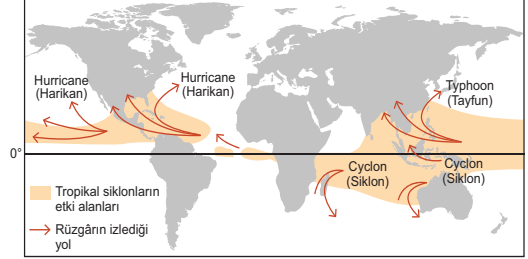 Hurricane
(Harikan)
Hurricane
(Harikan)
Typhoon
(Tayfun)
0°
Cyclon
(Siklon)
Cyclon
(Siklon)
Tropikal siklonların
etki alanları
Rüzgârın izlediği
yol